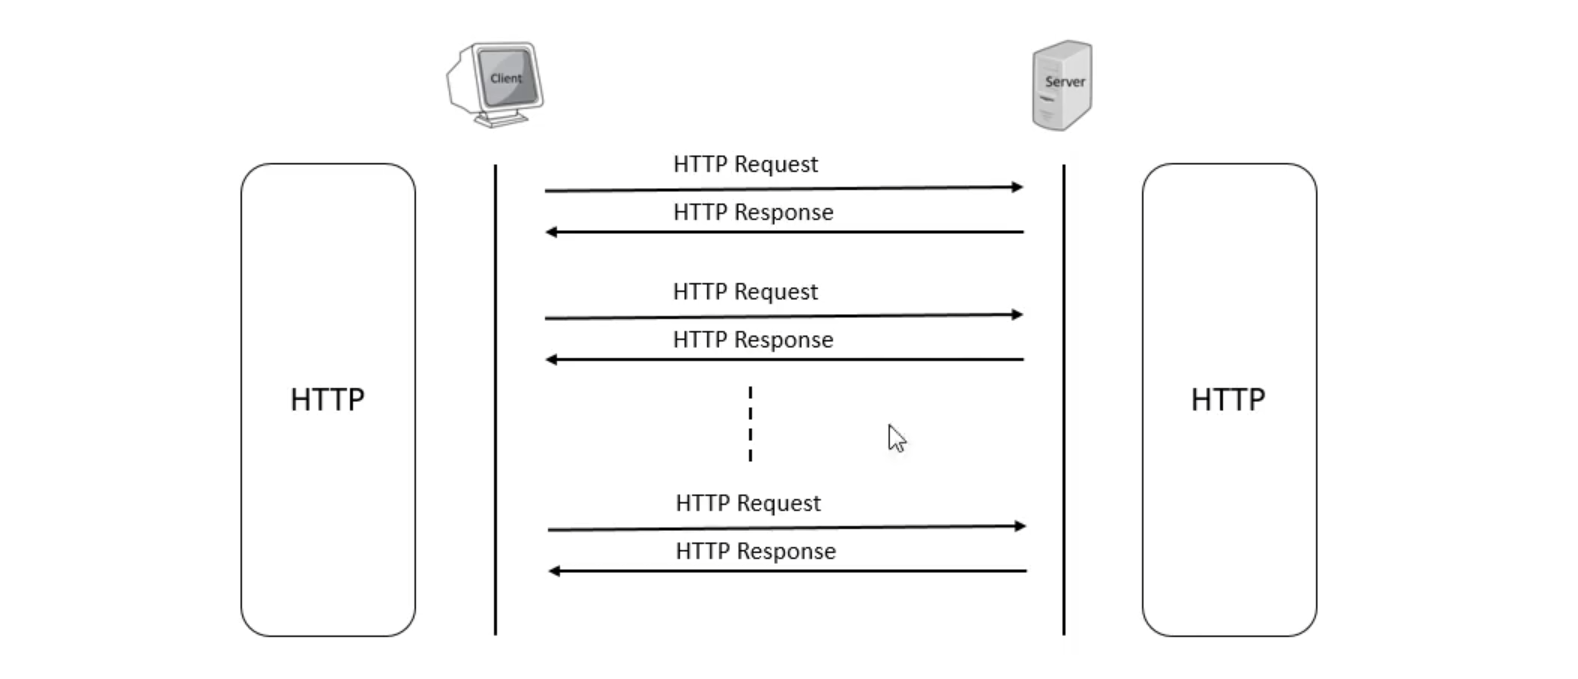 Client
Server
HTTP Request
HTTP Response
HTTP Request
HTTP Response
HTTP
HTTP
HTTP Request
HTTP Response